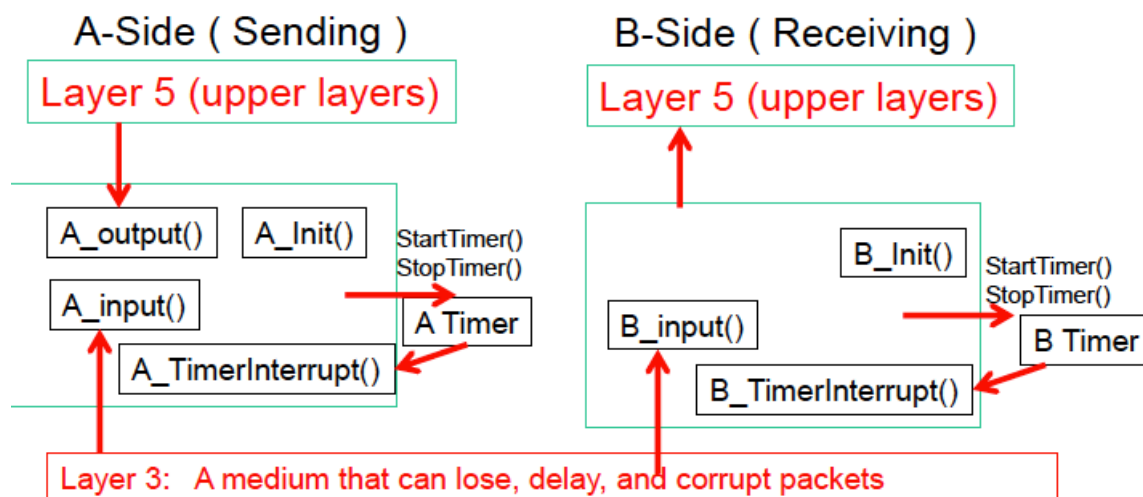 A-Side ( Sending )
Layer 5 (upper layers)
A_output()
A_Init()
StartTimer()
StopTimer()
A_input()
A Timer
A_TimerInterrupt()
B-Side ( Receiving )
Layer 5 (upper layers)
B_Init()
StartTimer()
StopTimer()
B_input()
B Timer
B_TimerInterrupt()
Layer 3: A medium that can lose, delay, and corrupt packets